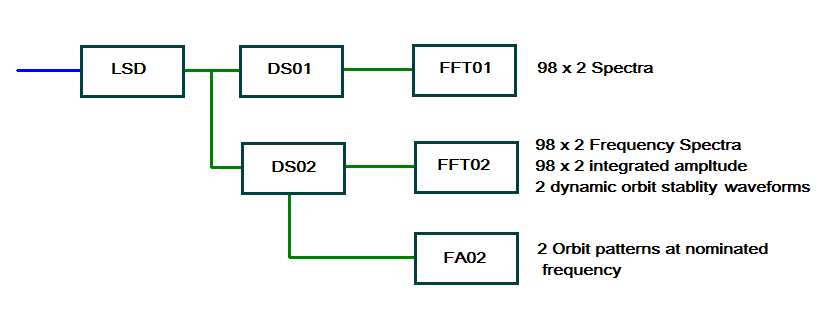 LSD
DS01
FFT01
98 x 2 Spectra
DS02
FFT02
98 x 2 Frequency Spectra
98 x 2 integrated ampltude
2 dynamic orbit stablity waveforms
FA02
2 Orbit patterns at nominated
frequency